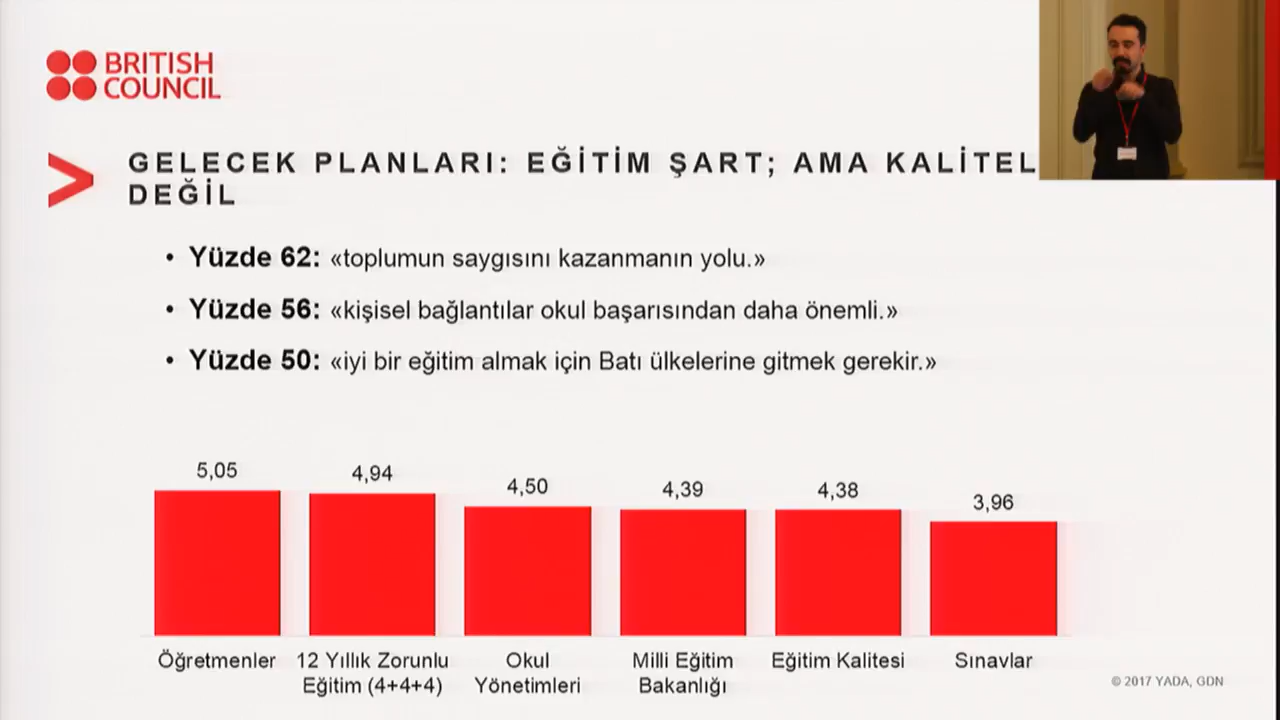 BRITISH
COUNCIL
GELECEK PLANLARI: EĞİTİM ŞART; AMA KALİTEL
DEĞİL
• Yüzde 62: «toplumun saygısını kazanmanın yolu.»
• Yüzde 56: «kişisel bağlantılar okul başarısından daha önemli.»
• Yüzde 50: «iyi bir eğitim almak için Batı ülkelerine gitmek gerekir.»
5,05
4,94
4,50
4,39
4,38
3,96
Öğretmenler
12 Yıllık Zorunlu
Eğitim (4+4+4)
Okul
Yönetimleri
Milli Eğitim
Bakanlığı
Eğitim Kalitesi
Sınavlar
© 2017 YADA, GDN